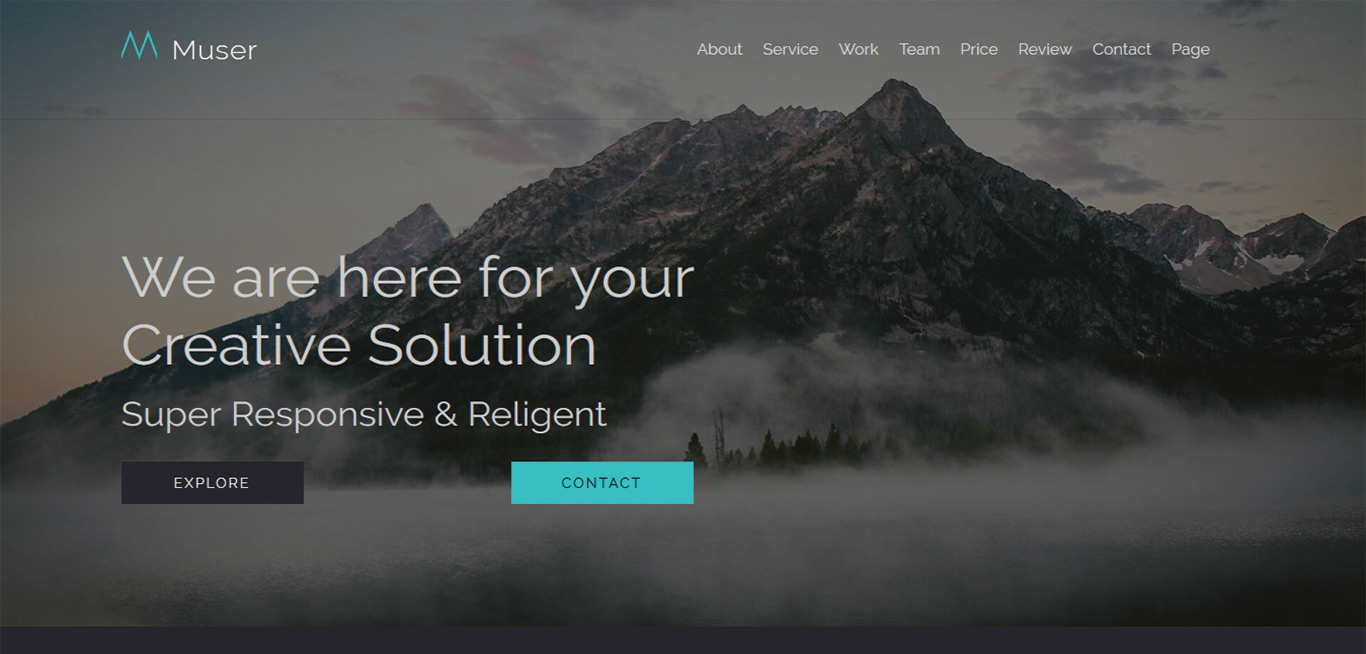 Muser
About Service Work Team Price Review Contact Page
We are here for your
Creative Solution
Super Responsive & Religent
EXPLORE CONTACT